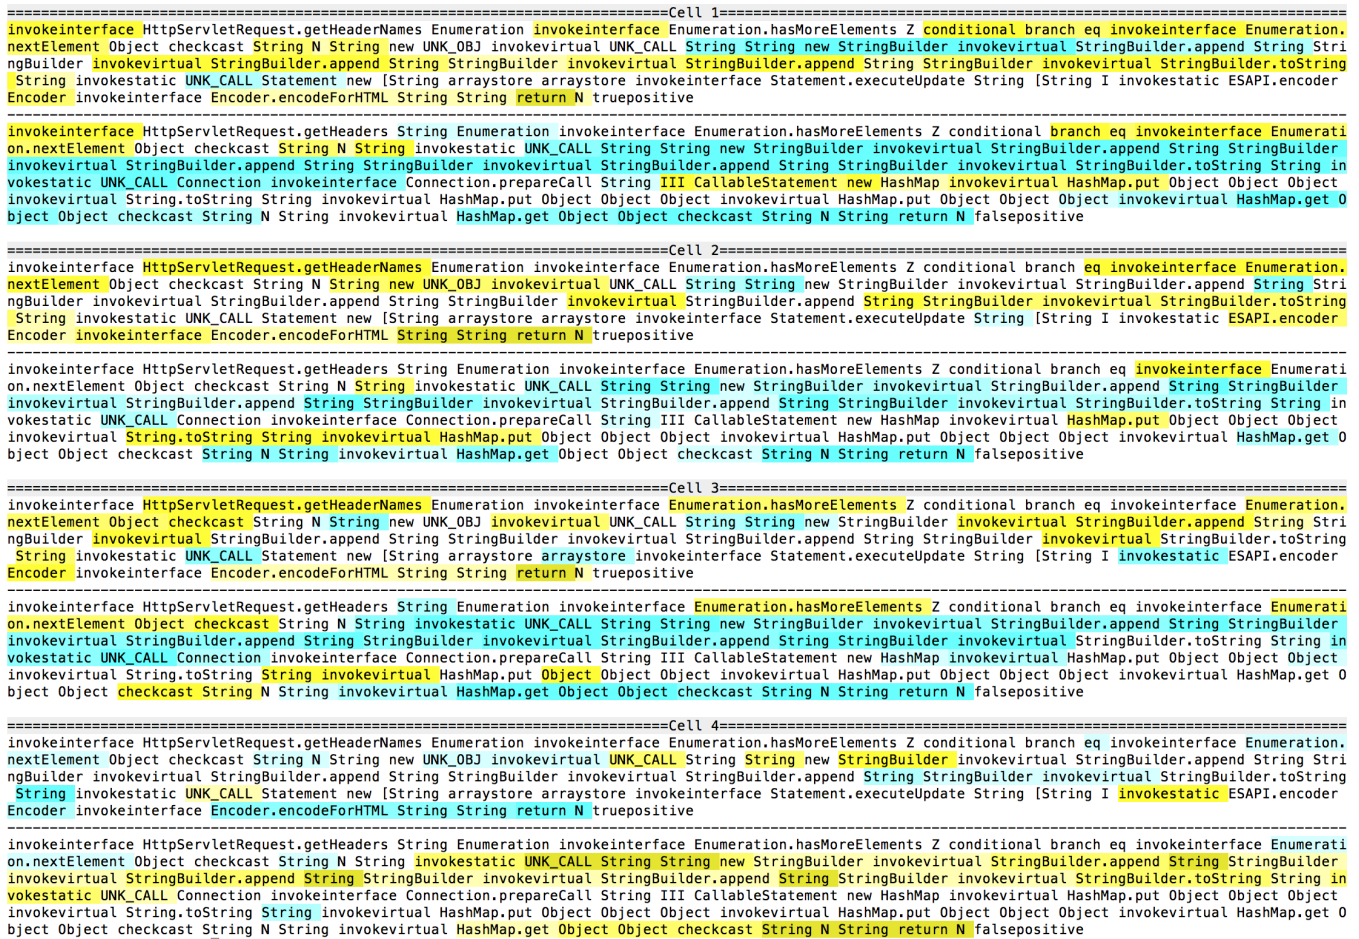 ===============================================================================Cell 1==========================================================================
invokeinterface HttpServletRequest.getHeaderNames Enumeration invokeinterface Enumeration.hasMoreElements Z conditional branch eq invokeinterface Enumeration.
nextElement Object checkcast String N String new UNK_OBJ invokevirtual UNK_CALL String String new StringBuilder invokevirtual StringBuilder.append String Stri
ngBuilder invokevirtual StringBuilder.append String StringBuilder invokevirtual StringBuilder.append String StringBuilder invokevirtual StringBuilder.toString
 String invokestatic UNK_CALL Statement new [String arraystore arraystore invokeinterface Statement.executeUpdate String [String I invokestatic ESAPI.encoder
Encoder invokeinterface Encoder.encodeForHTML String String return N truepositive
--------------------------------------------------------------------------------------------------------------------------------------------------------------
invokeinterface HttpServletRequest.getHeaders String Enumeration invokeinterface Enumeration.hasMoreElements Z conditional branch eq invokeinterface Enumerati
on.nextElement Object checkcast String N String invokestatic UNK_CALL String String new StringBuilder invokevirtual StringBuilder.append String StringBuilder
invokevirtual StringBuilder.append String StringBuilder invokevirtual StringBuilder.append String StringBuilder invokevirtual StringBuilder.toString String in
vokestatic UNK_CALL Connection invokeinterface Connection.prepareCall String III CallableStatement new HashMap invokevirtual HashMap.put Object Object Object
invokevirtual String.toString String invokevirtual HashMap.put Object Object Object invokevirtual HashMap.put Object Object Object invokevirtual HashMap.get O
bject Object checkcast String N String invokevirtual HashMap.get Object Object checkcast String N String return N falsepositive
===============================================================================Cell 2==========================================================================
invokeinterface HttpServletRequest.getHeaderNames Enumeration invokeinterface Enumeration.hasMoreElements Z conditional branch eq invokeinterface Enumeration.
nextElement Object checkcast String N String new UNK_OBJ invokevirtual UNK_CALL String String new StringBuilder invokevirtual StringBuilder.append String Stri
ngBuilder invokevirtual StringBuilder.append String StringBuilder invokevirtual StringBuilder.append String StringBuilder invokevirtual StringBuilder.toString
 String invokestatic UNK_CALL Statement new [String arraystore arraystore invokeinterface Statement.executeUpdate String [String I invokestatic ESAPI.encoder
Encoder invokeinterface Encoder.encodeForHTML String String return N truepositive
--------------------------------------------------------------------------------------------------------------------------------------------------------------
invokeinterface HttpServletRequest.getHeaders String Enumeration invokeinterface Enumeration.hasMoreElements Z conditional branch eq invokeinterface Enumerati
on.nextElement Object checkcast String N String invokestatic UNK_CALL String String new StringBuilder invokevirtual StringBuilder.append String StringBuilder
invokevirtual StringBuilder.append String StringBuilder invokevirtual StringBuilder.append String StringBuilder invokevirtual StringBuilder.toString String in
vokestatic UNK_CALL Connection invokeinterface Connection.prepareCall String III CallableStatement new HashMap invokevirtual HashMap.put Object Object Object
invokevirtual String.toString String invokevirtual HashMap.put Object Object Object invokevirtual HashMap.put Object Object Object invokevirtual HashMap.get O
bject Object checkcast String N String invokevirtual HashMap.get Object Object checkcast String N String return N falsepositive
===============================================================================Cell 3==========================================================================
invokeinterface HttpServletRequest.getHeaderNames Enumeration invokeinterface Enumeration.hasMoreElements Z conditional branch eq invokeinterface Enumeration.
nextElement Object checkcast String N String new UNK_OBJ invokevirtual UNK_CALL String String new StringBuilder invokevirtual StringBuilder.append String Stri
ngBuilder invokevirtual StringBuilder.append String StringBuilder invokevirtual StringBuilder.append String StringBuilder invokevirtual StringBuilder.toString
 String invokestatic UNK_CALL Statement new [String arraystore arraystore invokeinterface Statement.executeUpdate String [String I invokestatic ESAPI.encoder
Encoder invokeinterface Encoder.encodeForHTML String String return N truepositive
--------------------------------------------------------------------------------------------------------------------------------------------------------------
invokeinterface HttpServletRequest.getHeaders String Enumeration invokeinterface Enumeration.hasMoreElements Z conditional branch eq invokeinterface Enumerati
on.nextElement Object checkcast String N String invokestatic UNK_CALL String String new StringBuilder invokevirtual StringBuilder.append String StringBuilder
invokevirtual StringBuilder.append String StringBuilder invokevirtual StringBuilder.append String StringBuilder invokevirtual StringBuilder.toString String in
vokestatic UNK_CALL Connection invokeinterface Connection.prepareCall String III CallableStatement new HashMap invokevirtual HashMap.put Object Object Object
invokevirtual String.toString String invokevirtual HashMap.put Object Object Object invokevirtual HashMap.put Object Object Object invokevirtual HashMap.get O
bject Object checkcast String N String invokevirtual HashMap.get Object Object checkcast String N String return N falsepositive
===============================================================================Cell 4==========================================================================
invokeinterface HttpServletRequest.getHeaderNames Enumeration invokeinterface Enumeration.hasMoreElements Z conditional branch eq invokeinterface Enumeration.
nextElement Object checkcast String N String new UNK_OBJ invokevirtual UNK_CALL String String new StringBuilder invokevirtual StringBuilder.append String Stri
ngBuilder invokevirtual StringBuilder.append String StringBuilder invokevirtual StringBuilder.append String StringBuilder invokevirtual StringBuilder.toString
 String invokestatic UNK_CALL Statement new [String arraystore arraystore invokeinterface Statement.executeUpdate String [String I invokestatic ESAPI.encoder
Encoder invokeinterface Encoder.encodeForHTML String String return N truepositive
--------------------------------------------------------------------------------------------------------------------------------------------------------------
invokeinterface HttpServletRequest.getHeaders String Enumeration invokeinterface Enumeration.hasMoreElements Z conditional branch eq invokeinterface Enumerati
on.nextElement Object checkcast String N String invokestatic UNK_CALL String String new StringBuilder invokevirtual StringBuilder.append String StringBuilder
invokevirtual StringBuilder.append String StringBuilder invokevirtual StringBuilder.append String StringBuilder invokevirtual StringBuilder.toString String in
vokestatic UNK_CALL Connection invokeinterface Connection.prepareCall String III CallableStatement new HashMap invokevirtual HashMap.put Object Object Object
invokevirtual String.toString String invokevirtual HashMap.put Object Object Object invokevirtual HashMap.put Object Object Object invokevirtual HashMap.get O
bject Object checkcast String N String invokevirtual HashMap.get Object Object checkcast String N String return N falsepositive